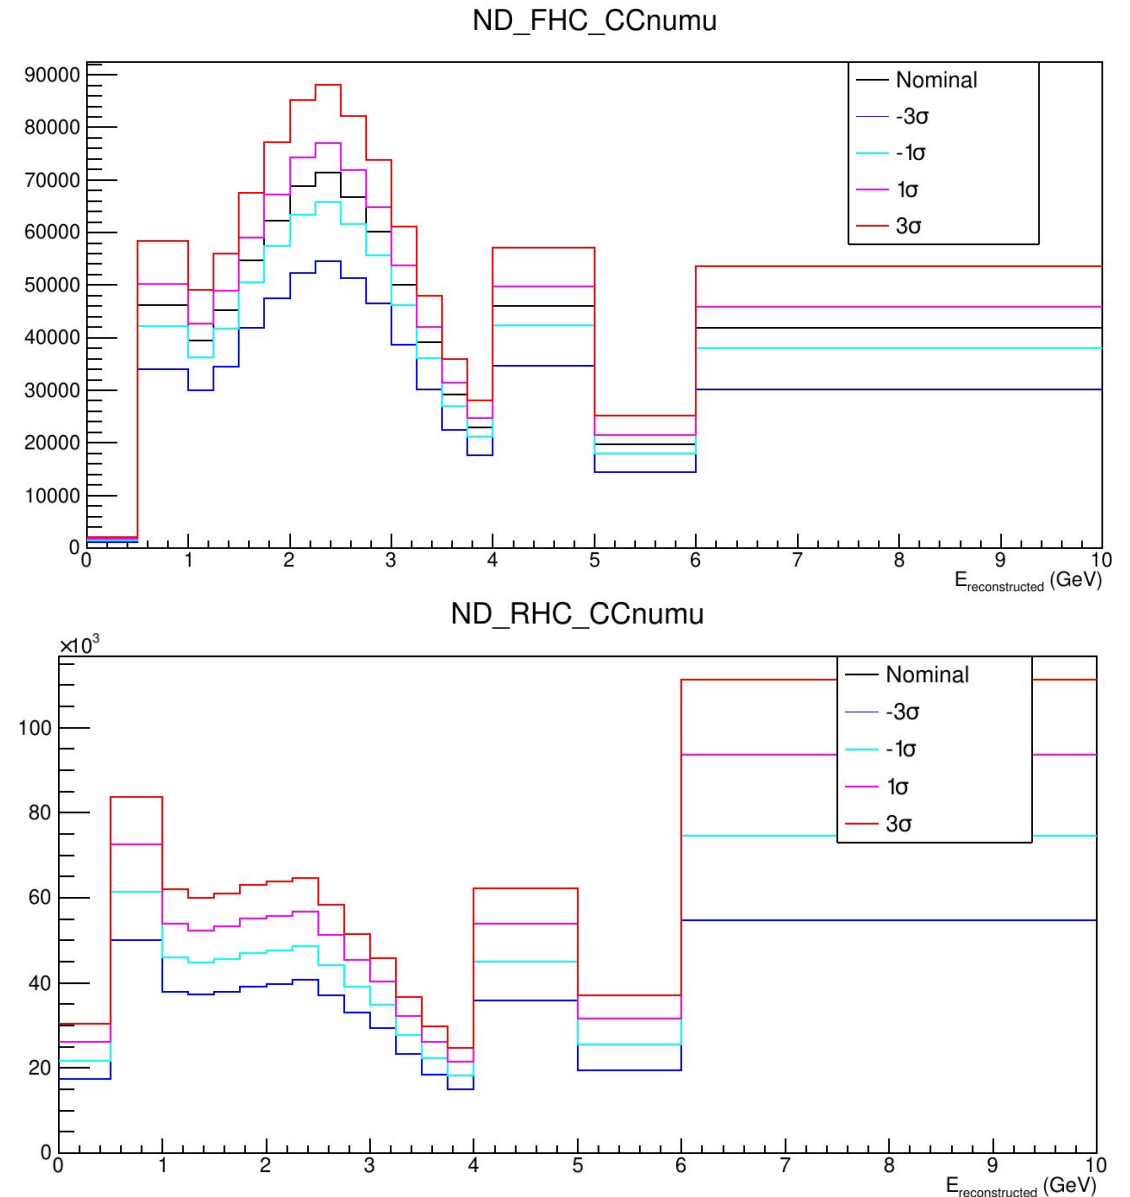 ND_FHC_CCnumu
90000
80000
70000
60000
50000
40000
30000
20000
10000
0
Nominal
-3σ
-1σ
1σ
3σ
0 1 2 3 4 5 6 7 8 9 10
E reconstructed (GeV)
ND_RHC_CCnumu
×10³
100
80
60
40
20
0
Nominal
-3σ
-1σ
1σ
3σ
0 1 2 3 4 5 6 7 8 9 10
E reconstructed (GeV)